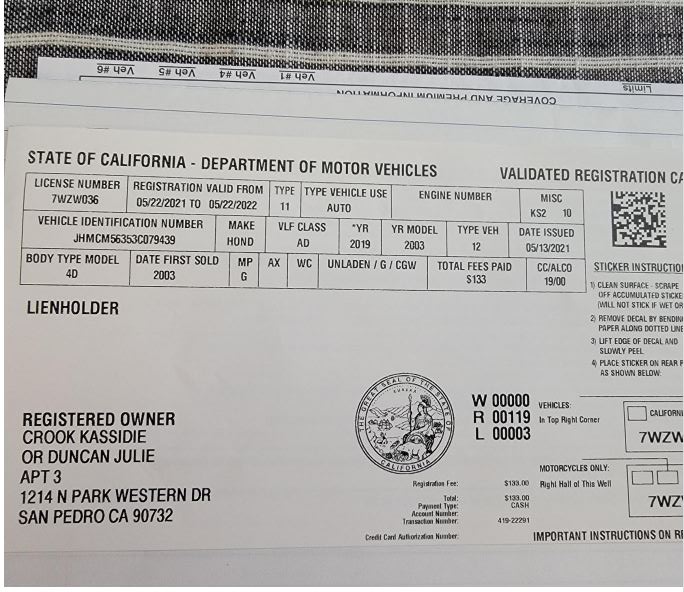 Veh #6 Veh #5 Veh #4 Veh #1
Limits
COVERAGE AND PREMIUM INFORMATION
STATE OF CALIFORNIA - DEPARTMENT OF MOTOR VEHICLES
VALIDATED REGISTRATION CA
LICENSE NUMBER REGISTRATION VALID FROM TYPE TYPE VEHICLE USE ENGINE NUMBER MISC
7WZW036 05/22/2021 TO 05/22/2022 11 AUTO KS2 10
VEHICLE IDENTIFICATION NUMBER MAKE VLF CLASS *YR YR MODEL TYPE VEH DATE ISSUED
JHMCM56353C079439 HOND AD 2019 2003 12 05/13/2021
BODY TYPE MODEL DATE FIRST SOLD MP AX WC UNLADEN / G / CGW TOTAL FEES PAID CC/ALCO
4D 2003 G $133 19/00
STICKER INSTRUCTIO
1) CLEAN SURFACE - SCRAPE
OFF ACCUMULATED STICKE
(WILL NOT STICK IF WET OR
2) REMOVE DECAL BY BENDIN
PAPER ALONG DOTTED LINE
3) LIFT EDGE OF DECAL AND
SLOWLY PEEL
4) PLACE STICKER ON REAR P
AS SHOWN BELOW:
LIENHOLDER
REGISTERED OWNER
CROOK KASSIDIE
OR DUNCAN JULIE
APT 3
1214 N PARK WESTERN DR
SAN PEDRO CA 90732
THE GREAT SEAL OF THE STATE OF CALIFORNIA
EUREKA
W 00000
R 00119
L 00003
VEHICLES:
In Top Right Corner
CALIFORNI
7WZW
MOTORCYCLES ONLY:
Right Hall of This Well
7WZ
Registration Fee: $133.00
Total: $133.00
Payment Type: CASH
Account Number:
Transaction Number: 419-22291
Credit Card Authorization Number:
IMPORTANT INSTRUCTIONS ON RE